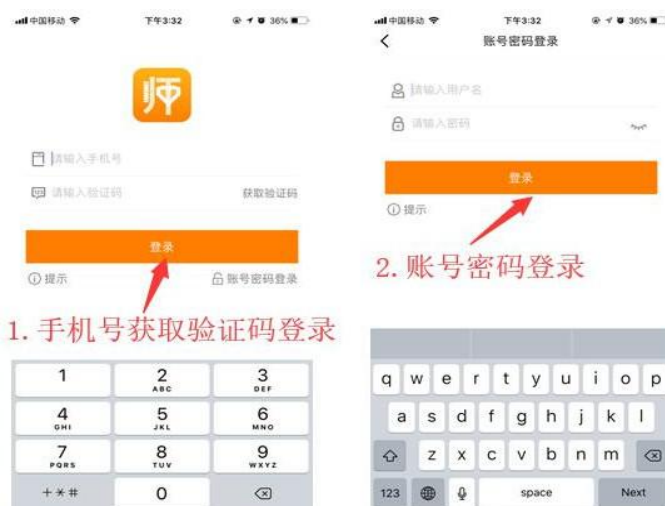 中国移动 下午3:32 36%
师
请输入手机号
请输入验证码 获取验证码
登录
提示 账号密码登录
1.手机号获取验证码登录
1 2 3
ABC DEF
4 5 6
GHI JKL MNO
7 8 9
PQRS TUV WXYZ
+*# 0
中国移动 下午3:32 36%
账号密码登录
请输入用户名
请输入密码
登录
提示
2.账号密码登录
q w e r t y u i o p
a s d f g h j k l
z x c v b n m
123 space Next